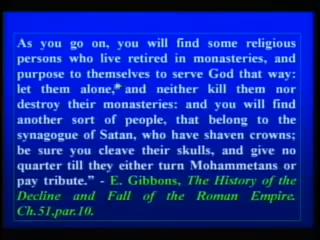 As you go on, you will find some religious
persons who live retired in monasteries, and
purpose to themselves to serve God that way:
let them alone, and neither kill them nor
destroy their monasteries: and you will find
another sort of people, that belong to the
synagogue of Satan, who have shaven crowns;
be sure you cleave their skulls, and give no
quarter till they either turn Mohammetans or
pay tribute." - E. Gibbons, The History of the
Decline and Fall of the Roman Empire.
Ch.51,par.10.